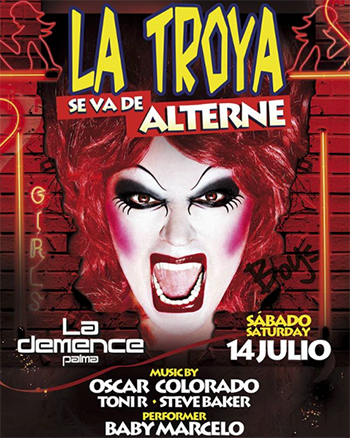 LA TROYA
SE VA DE
ALTERNE
GIRLS
Boys
La
demence
palma
SÁBADO
SATURDAY
14 JULIO
MUSIC BY
OSCAR COLORADO
TONI R · STEVE BAKER
PERFORMER
BABY MARCELO